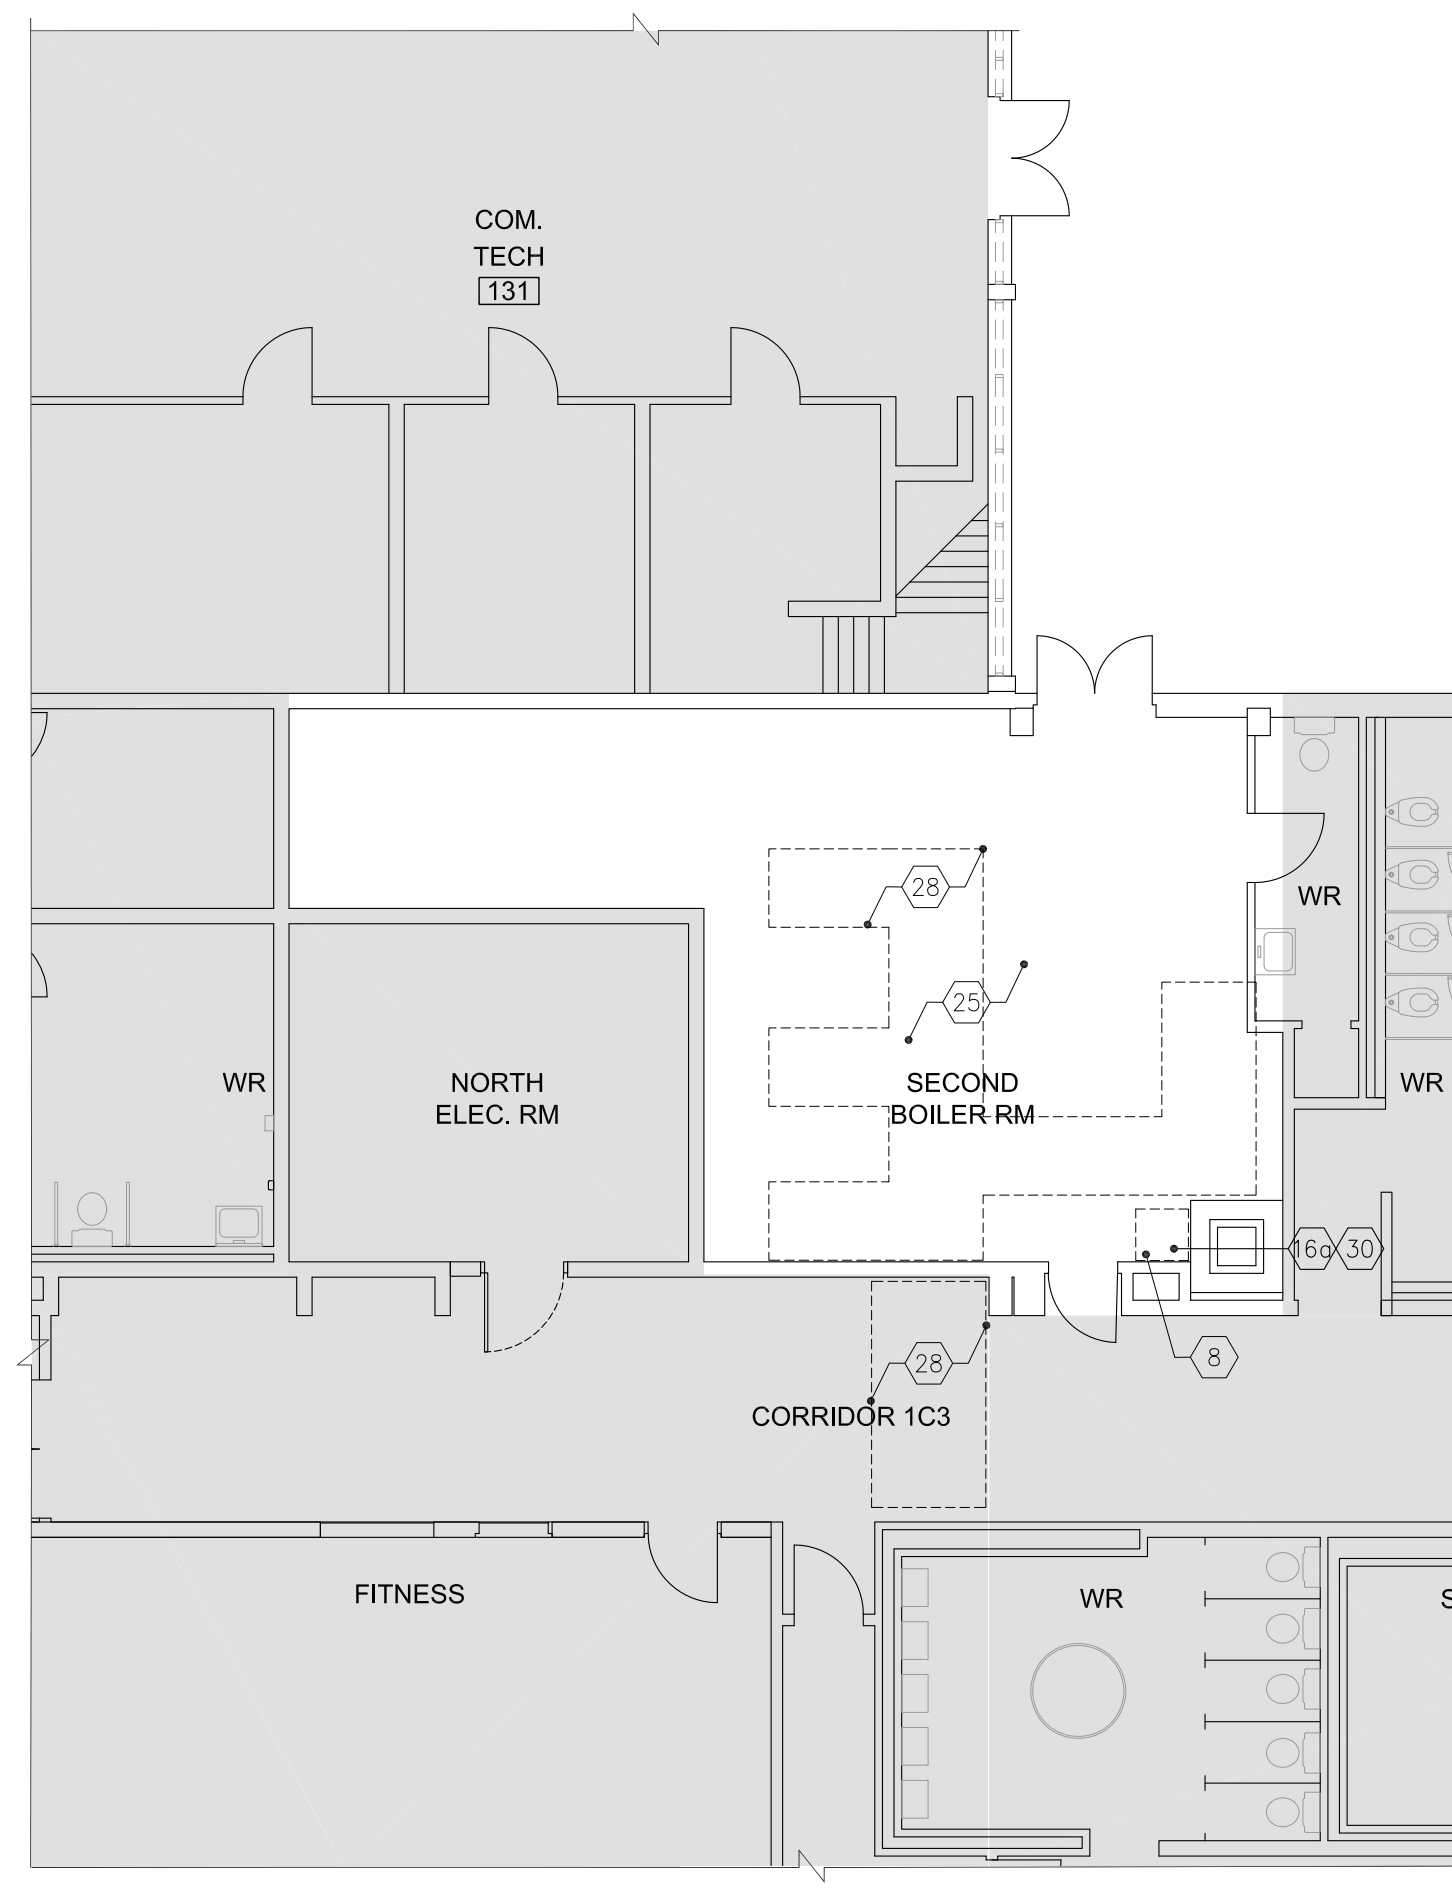 COM.
TECH
131
28
WR
25
WR
NORTH
ELEC. RM
SECOND
BOILER RM
WR
16a
30
28
8
CORRIDOR 1C3
FITNESS
WR
S